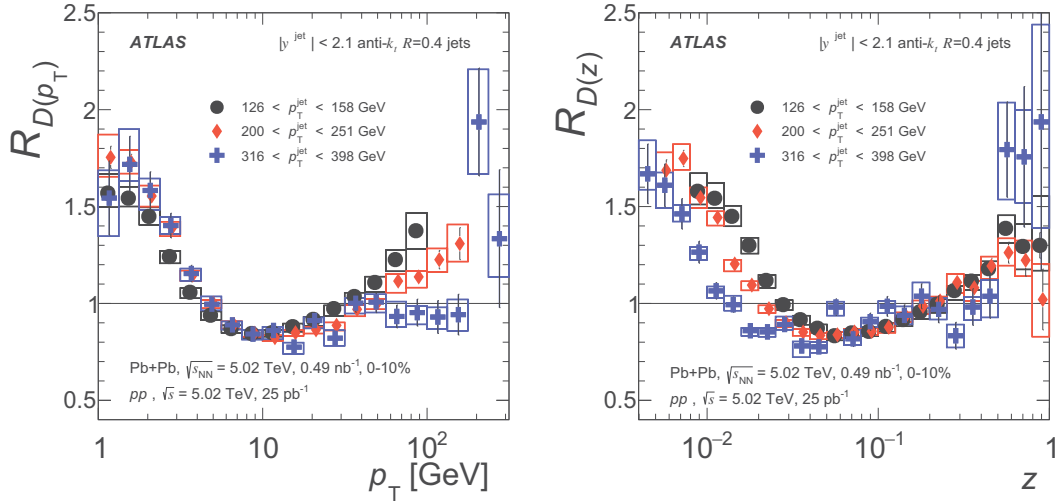 ATLAS
|y^jet| < 2.1 anti-k_t R=0.4 jets
126 < p_T^jet < 158 GeV
200 < p_T^jet < 251 GeV
316 < p_T^jet < 398 GeV
R_D(p_T)
2.5
2
1.5
1
0.5
Pb+Pb, √s_NN = 5.02 TeV, 0.49 nb^-1, 0-10%
pp , √s = 5.02 TeV, 25 pb^-1
1 10 10^2
p_T [GeV]
ATLAS
|y^jet| < 2.1 anti-k_t R=0.4 jets
126 < p_T^jet < 158 GeV
200 < p_T^jet < 251 GeV
316 < p_T^jet < 398 GeV
R_D(z)
2.5
2
1.5
1
0.5
Pb+Pb, √s_NN = 5.02 TeV, 0.49 nb^-1, 0-10%
pp , √s = 5.02 TeV, 25 pb^-1
10^−2 10^−1 1
z